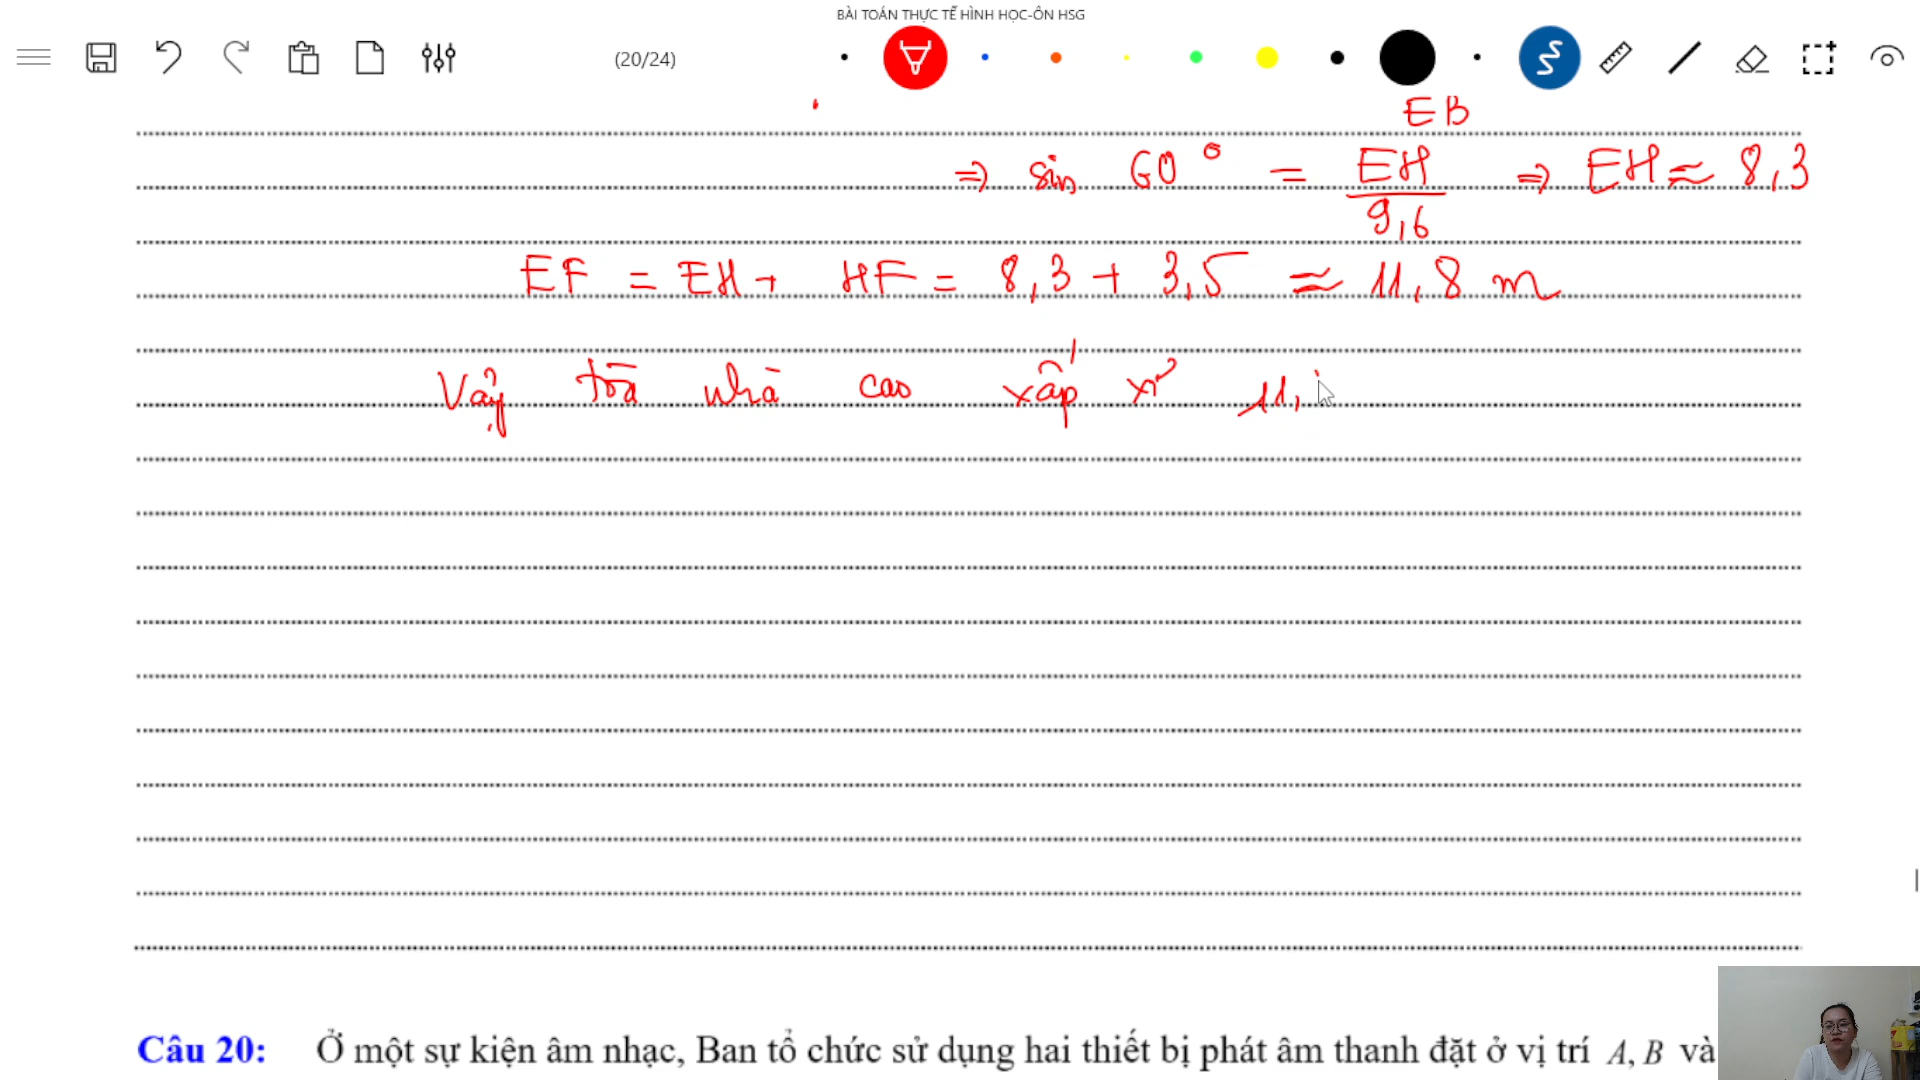 BÀI TOÁN THỰC TẾ HÌNH HỌC-ÔN HSG
(20/24)
EB
⇒ sin 60° = EH / 9,6 ⇒ EH ≈ 8,3
EF = EH + HF = 8,3 + 3,5 ≈ 11,8 m
Vậy tòa nhà cao xấp xỉ 11,
Câu 20: Ở một sự kiện âm nhạc, Ban tổ chức sử dụng hai thiết bị phát âm thanh đặt ở vị trí A, B và